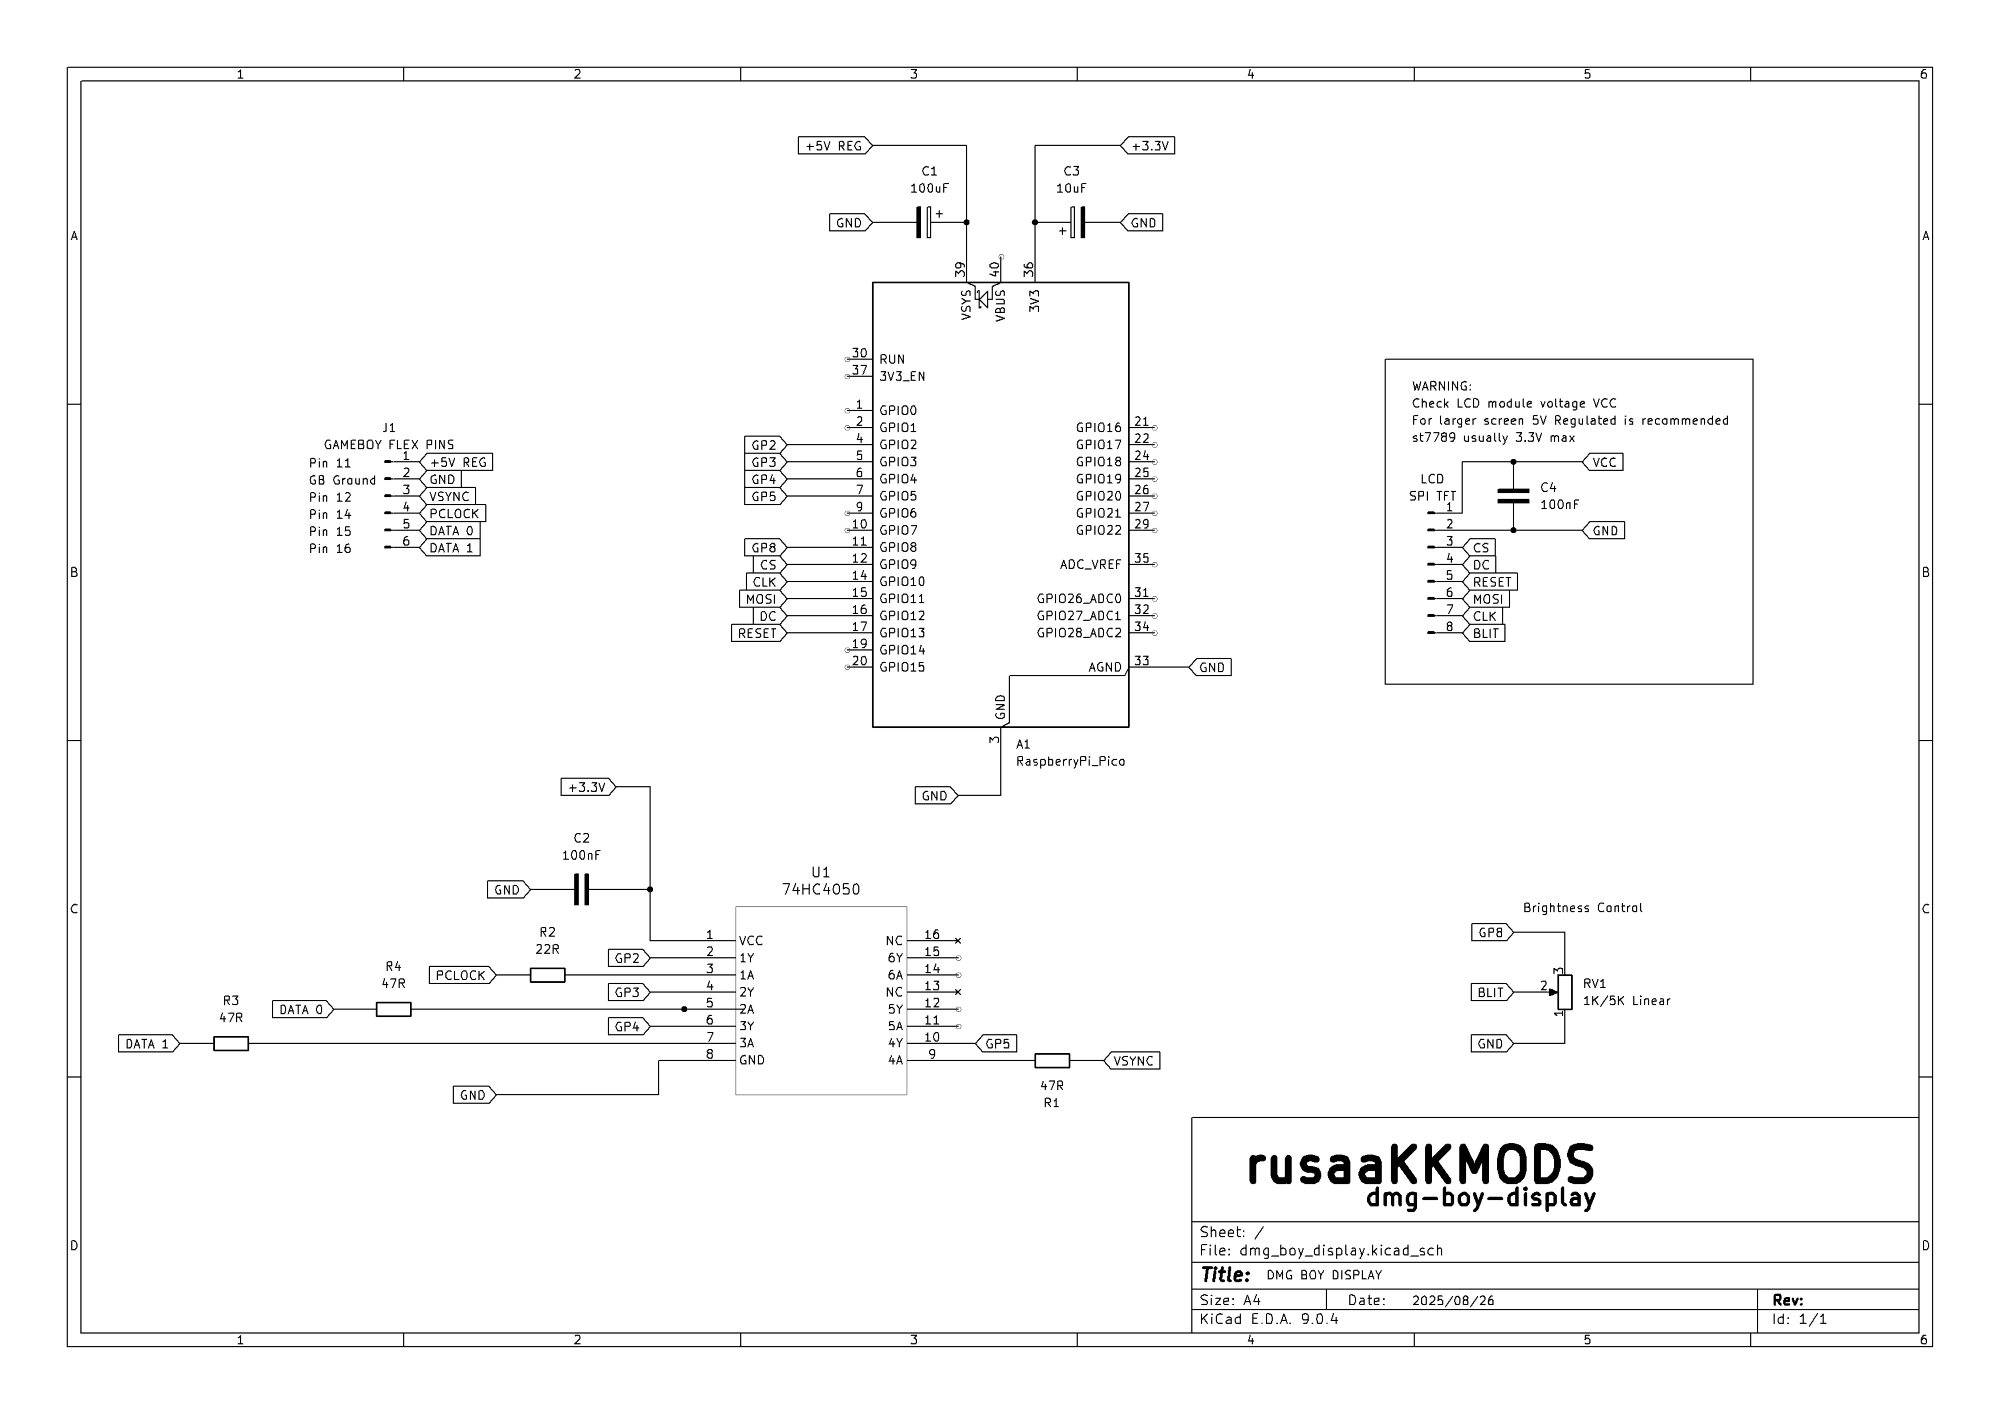 1 2 3 4 5 6
A A
B B
C C
D D
+5V REG
+3.3V
C1
100uF
C3
10uF
GND
+
+
GND
39 40 36
VSYS VBUS 3V3
30 RUN
37 3V3_EN
1 GPIO0
2 GPIO1
GP2 4 GPIO2
GP3 5 GPIO3
GP4 6 GPIO4
GP5 7 GPIO5
9 GPIO6
10 GPIO7
GP8 11 GPIO8
CS 12 GPIO9
CLK 14 GPIO10
MOSI 15 GPIO11
DC 16 GPIO12
RESET 17 GPIO13
19 GPIO14
20 GPIO15
GPIO16 21
GPIO17 22
GPIO18 24
GPIO19 25
GPIO20 26
GPIO21 27
GPIO22 29
ADC_VREF 35
GPIO26_ADC0 31
GPIO27_ADC1 32
GPIO28_ADC2 34
AGND 33 GND
GND
3
A1
RaspberryPi_Pico
GND
J1
GAMEBOY FLEX PINS
Pin 11 1 +5V REG
GB Ground 2 GND
Pin 12 3 VSYNC
Pin 14 4 PCLOCK
Pin 15 5 DATA 0
Pin 16 6 DATA 1
WARNING:
Check LCD module voltage VCC
For larger screen 5V Regulated is recommended
st7789 usually 3.3V max
VCC
LCD
SPI TFT
C4
100nF
1
2 GND
3 CS
4 DC
5 RESET
6 MOSI
7 CLK
8 BLIT
+3.3V
C2
100nF
GND
U1
74HC4050
R2
22R
PCLOCK
R4
47R
DATA 0
R3
47R
DATA 1
GND
1 VCC
GP2 2 1Y
3 1A
GP3 4 2Y
5 2A
GP4 6 3Y
7 3A
8 GND
NC 16
6Y 15
6A 14
NC 13
5Y 12
5A 11
4Y 10 GP5
4A 9 VSYNC
47R
R1
Brightness Control
GP8
3
BLIT 2
RV1
1K/5K Linear
1
GND
rusaaKKMODS
dmg-boy-display
Sheet: /
File: dmg_boy_display.kicad_sch
Title: DMG BOY DISPLAY
Size: A4 Date: 2025/08/26 Rev:
KiCad E.D.A. 9.0.4 Id: 1/1
1 2 3 4 5 6